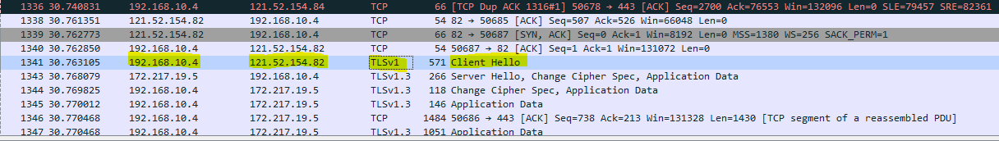 1336 30.740831 192.168.10.4 121.52.154.84 TCP 66 [TCP Dup ACK 1316#1] 50678 → 443 [ACK] Seq=2700 Ack=76553 Win=132096 Len=0 SLE=79457 SRE=82361
1338 30.761351 121.52.154.82 192.168.10.4 TCP 54 82 → 50685 [ACK] Seq=507 Ack=526 Win=66048 Len=0
1339 30.762773 121.52.154.82 192.168.10.4 TCP 66 82 → 50687 [SYN, ACK] Seq=0 Ack=1 Win=8192 Len=0 MSS=1380 WS=256 SACK_PERM=1
1340 30.762850 192.168.10.4 121.52.154.82 TCP 54 50687 → 82 [ACK] Seq=1 Ack=1 Win=131072 Len=0
1341 30.763105 192.168.10.4 121.52.154.82 TLSv1 571 Client Hello
1343 30.768079 172.217.19.5 192.168.10.4 TLSv1.3 266 Server Hello, Change Cipher Spec, Application Data
1344 30.769825 192.168.10.4 172.217.19.5 TLSv1.3 118 Change Cipher Spec, Application Data
1345 30.770012 192.168.10.4 172.217.19.5 TLSv1.3 146 Application Data
1346 30.770468 192.168.10.4 172.217.19.5 TCP 1484 50686 → 443 [ACK] Seq=738 Ack=213 Win=131328 Len=1430 [TCP segment of a reassembled PDU]
1347 30.770468 192.168.10.4 172.217.19.5 TLSv1.3 1051 Application Data